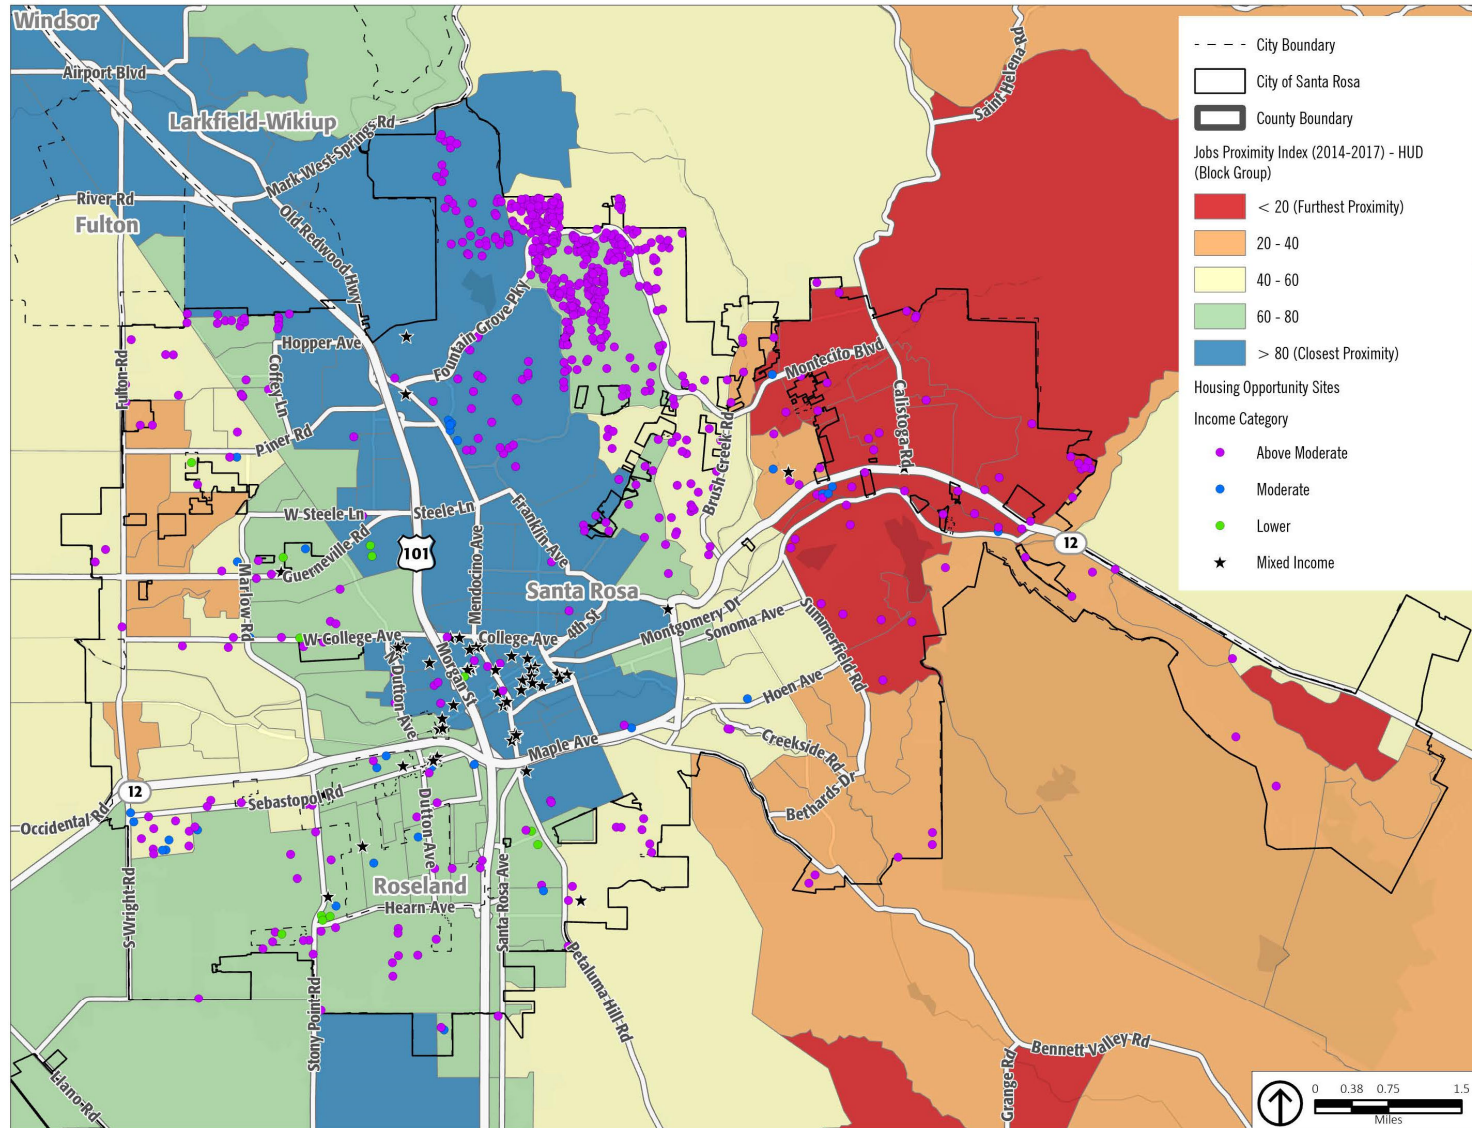 Windsor
Airport Blvd
Larkfield-Wikiup
Mark West Springs Rd
River Rd
Fulton
Old Redwood Hwy
Saint Helena Rd
Fountain Grove Pky
Hopper Ave
Coffey Ln
Fulton Rd
Piner Rd
Montecito Blvd
Calistoga Rd
Brush Creek Rd
W Steele Ln
Steele Ln
Franklin Ave
Guerneville Rd
101
Mendocino Ave
12
Marlow Rd
Santa Rosa
4th St
Montgomery Dr
Sonoma Ave
Summerfield Rd
W College Ave
College Ave
N Dutton Ave
Morgan St
Hoen Ave
Creekside Rd
Maple Ave
Bethards Dr
12
Occidental Rd
Sebastopol Rd
Dutton Ave
Roseland
Hearn Ave
Santa Rosa Ave
S Wright Rd
Stony Point Rd
Petaluma Hill Rd
Llano Rd
Bennett Valley Rd
Grange Rd
City Boundary
City of Santa Rosa
County Boundary
Jobs Proximity Index (2014-2017) - HUD
(Block Group)
< 20 (Furthest Proximity)
20 - 40
40 - 60
60 - 80
> 80 (Closest Proximity)
Housing Opportunity Sites
Income Category
Above Moderate
Moderate
Lower
Mixed Income
0 0.38 0.75 1.5
Miles